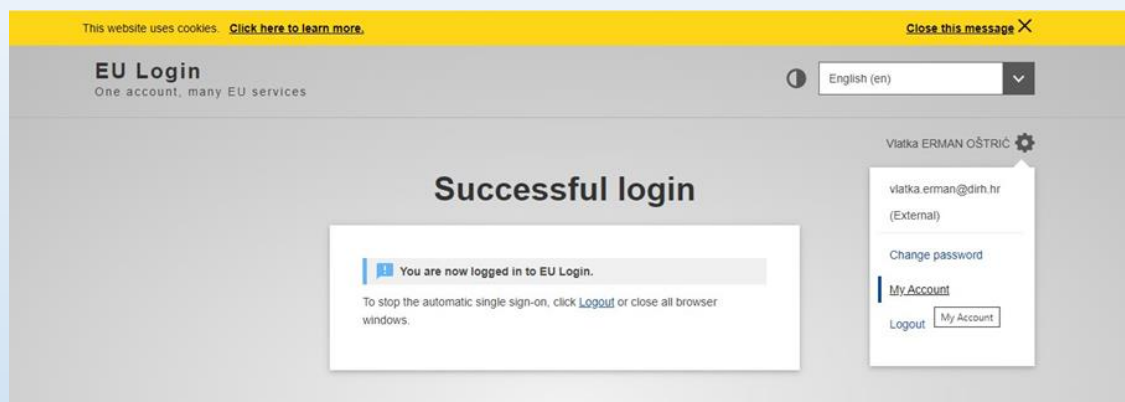 This website uses cookies. Click here to learn more.
Close this message
EU Login
One account, many EU services
English (en)
Vlatka ERMAN OŠTRIĆ
Successful login
vlatka.erman@dirh.hr
(External)
You are now logged in to EU Login.
Change password
To stop the automatic single sign-on, click Logout or close all browser
windows.
My Account
Logout
My Account